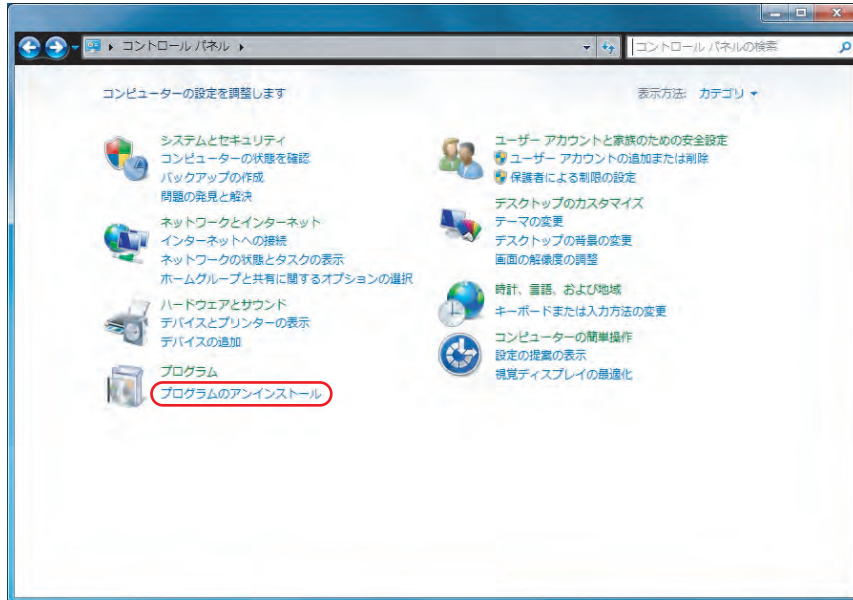 コントロール パネル
コントロール パネルの検索
コンピューターの設定を調整します
表示方法: カテゴリ
システムとセキュリティ
コンピューターの状態を確認
バックアップの作成
問題の発見と解決
ネットワークとインターネット
インターネットへの接続
ネットワークの状態とタスクの表示
ホームグループと共有に関するオプションの選択
ハードウェアとサウンド
デバイスとプリンターの表示
デバイスの追加
プログラム
プログラムのアンインストール
ユーザー アカウントと家族のための安全設定
ユーザー アカウントの追加または削除
保護者による制限の設定
デスクトップのカスタマイズ
テーマの変更
デスクトップの背景の変更
画面の解像度の調整
時計、言語、および地域
キーボードまたは入力方法の変更
コンピューターの簡単操作
設定の提案の表示
視覚ディスプレイの最適化